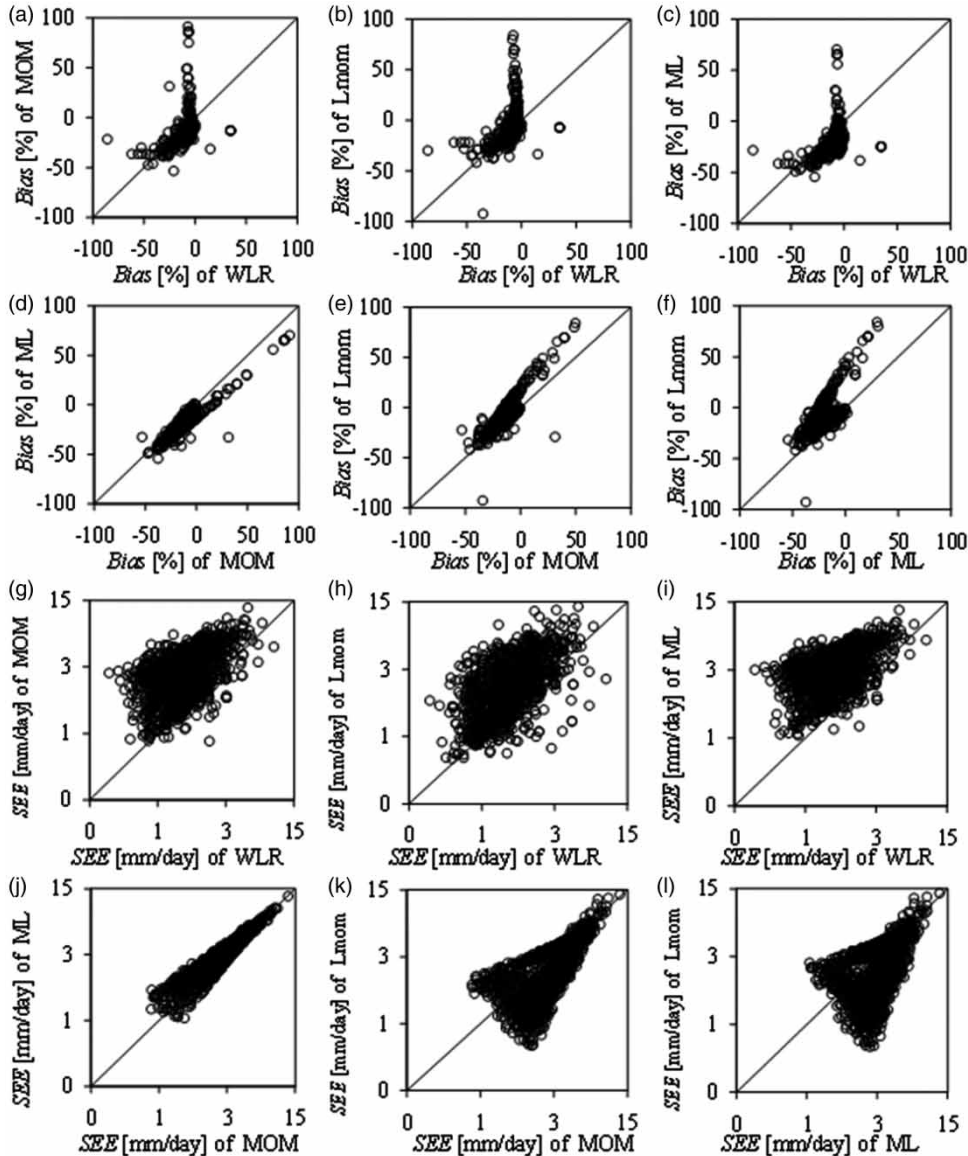 (a)
100
50
0
-50
-100
Bias [%] of MOM
-100 -50 0 50 100
Bias [%] of WLR
(b)
100
50
0
-50
-100
Bias [%] of Lmom
-100 -50 0 50 100
Bias [%] of WLR
(c)
100
50
0
-50
-100
Bias [%] of ML
-100 -50 0 50 100
Bias [%] of WLR
(d)
100
50
0
-50
-100
Bias [%] of ML
-100 -50 0 50 100
Bias [%] of MOM
(e)
100
50
0
-50
-100
Bias [%] of Lmom
-100 -50 0 50 100
Bias [%] of MOM
(f)
100
50
0
-50
-100
Bias [%] of Lmom
-100 -50 0 50 100
Bias [%] of ML
(g)
15
3
1
0
SEE [mm/day] of MOM
0 1 3 15
SEE [mm/day] of WLR
(h)
15
3
1
0
SEE [mm/day] of Lmom
0 1 3 15
SEE [mm/day] of WLR
(i)
15
3
1
0
SEE [mm/day] of ML
0 1 3 15
SEE [mm/day] of WLR
(j)
15
3
1
0
SEE [mm/day] of ML
0 1 3 15
SEE [mm/day] of MOM
(k)
15
3
1
0
SEE [mm/day] of Lmom
0 1 3 15
SEE [mm/day] of MOM
(l)
15
3
1
0
SEE [mm/day] of Lmom
0 1 3 15
SEE [mm/day] of ML